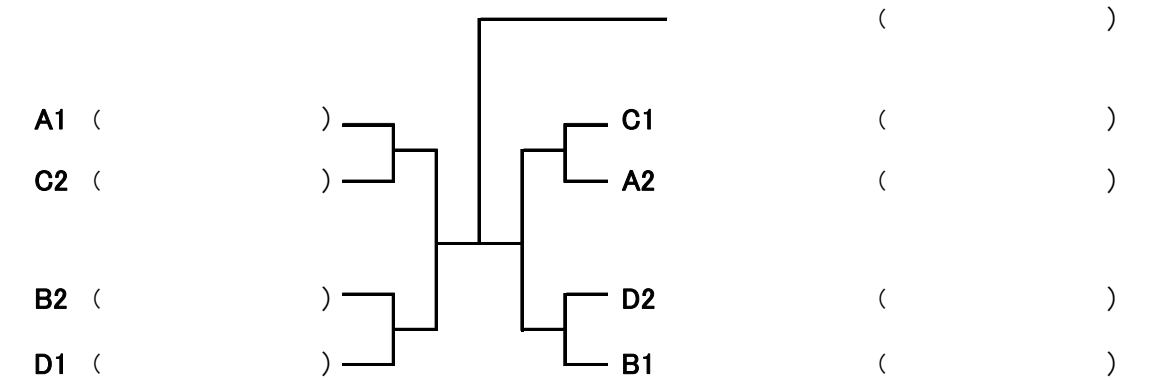 （ ）
A1 （ ） C1 （ ）
C2 （ ） A2 （ ）
B2 （ ） D2 （ ）
D1 （ ） B1 （ ）